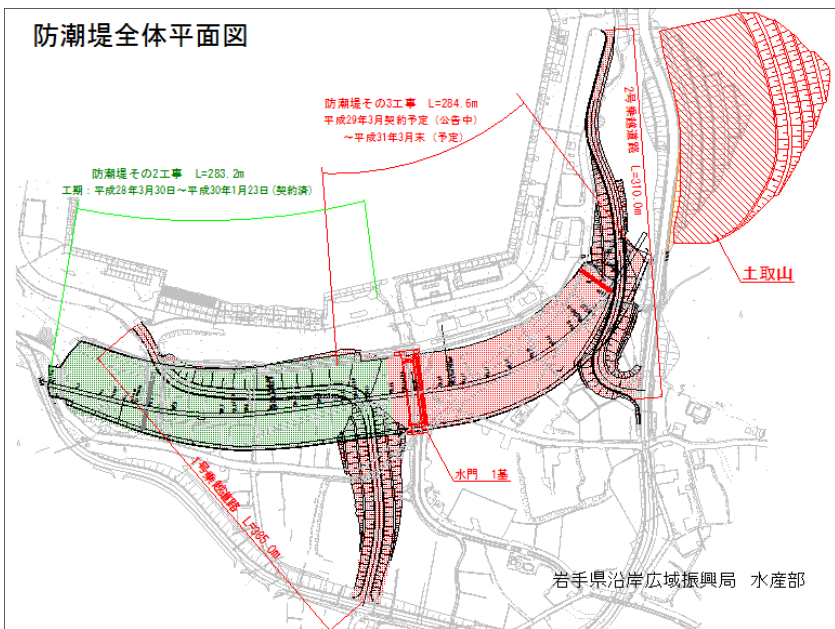 防潮堤全体平面図
防潮堤その3工事 L=284.6m
平成29年3月契約予定(公告中)
～平成31年3月末(予定)
防潮堤その2工事 L=283.2m
工期：平成28年3月30日～平成30年1月23日(契約済)
2号乗越道路 L=310.0m
土取山
1号乗越道路 L=385.0m
水門 1基
岩手県沿岸広域振興局 水産部